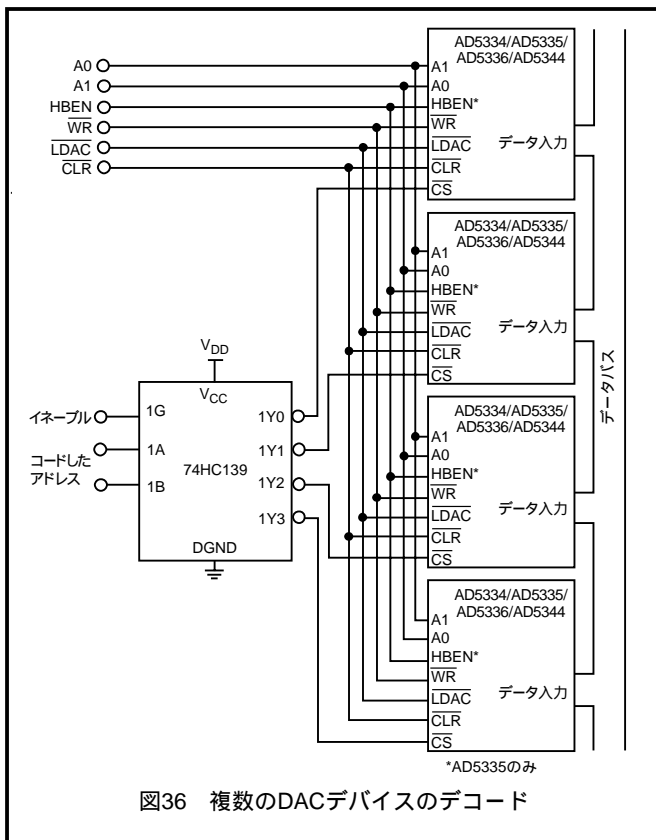 A0
A1
HBEN
WR
LDAC
CLR
AD5334/AD5335/
AD5336/AD5344
A1
A0
HBEN*
WR
LDAC
CLR
CS
データ入力
AD5334/AD5335/
AD5336/AD5344
A1
A0
HBEN*
WR
LDAC
CLR
CS
データ入力
VDD
VCC
イネーブル
コードした
アドレス
1G
1A
1B
74HC139
1Y0
1Y1
1Y2
1Y3
DGND
AD5334/AD5335/
AD5336/AD5344
A1
A0
HBEN*
WR
LDAC
CLR
CS
データ入力
AD5334/AD5335/
AD5336/AD5344
A1
A0
HBEN*
WR
LDAC
CLR
CS
データ入力
データバス
*AD5335のみ
図36 複数のDACデバイスのデコード